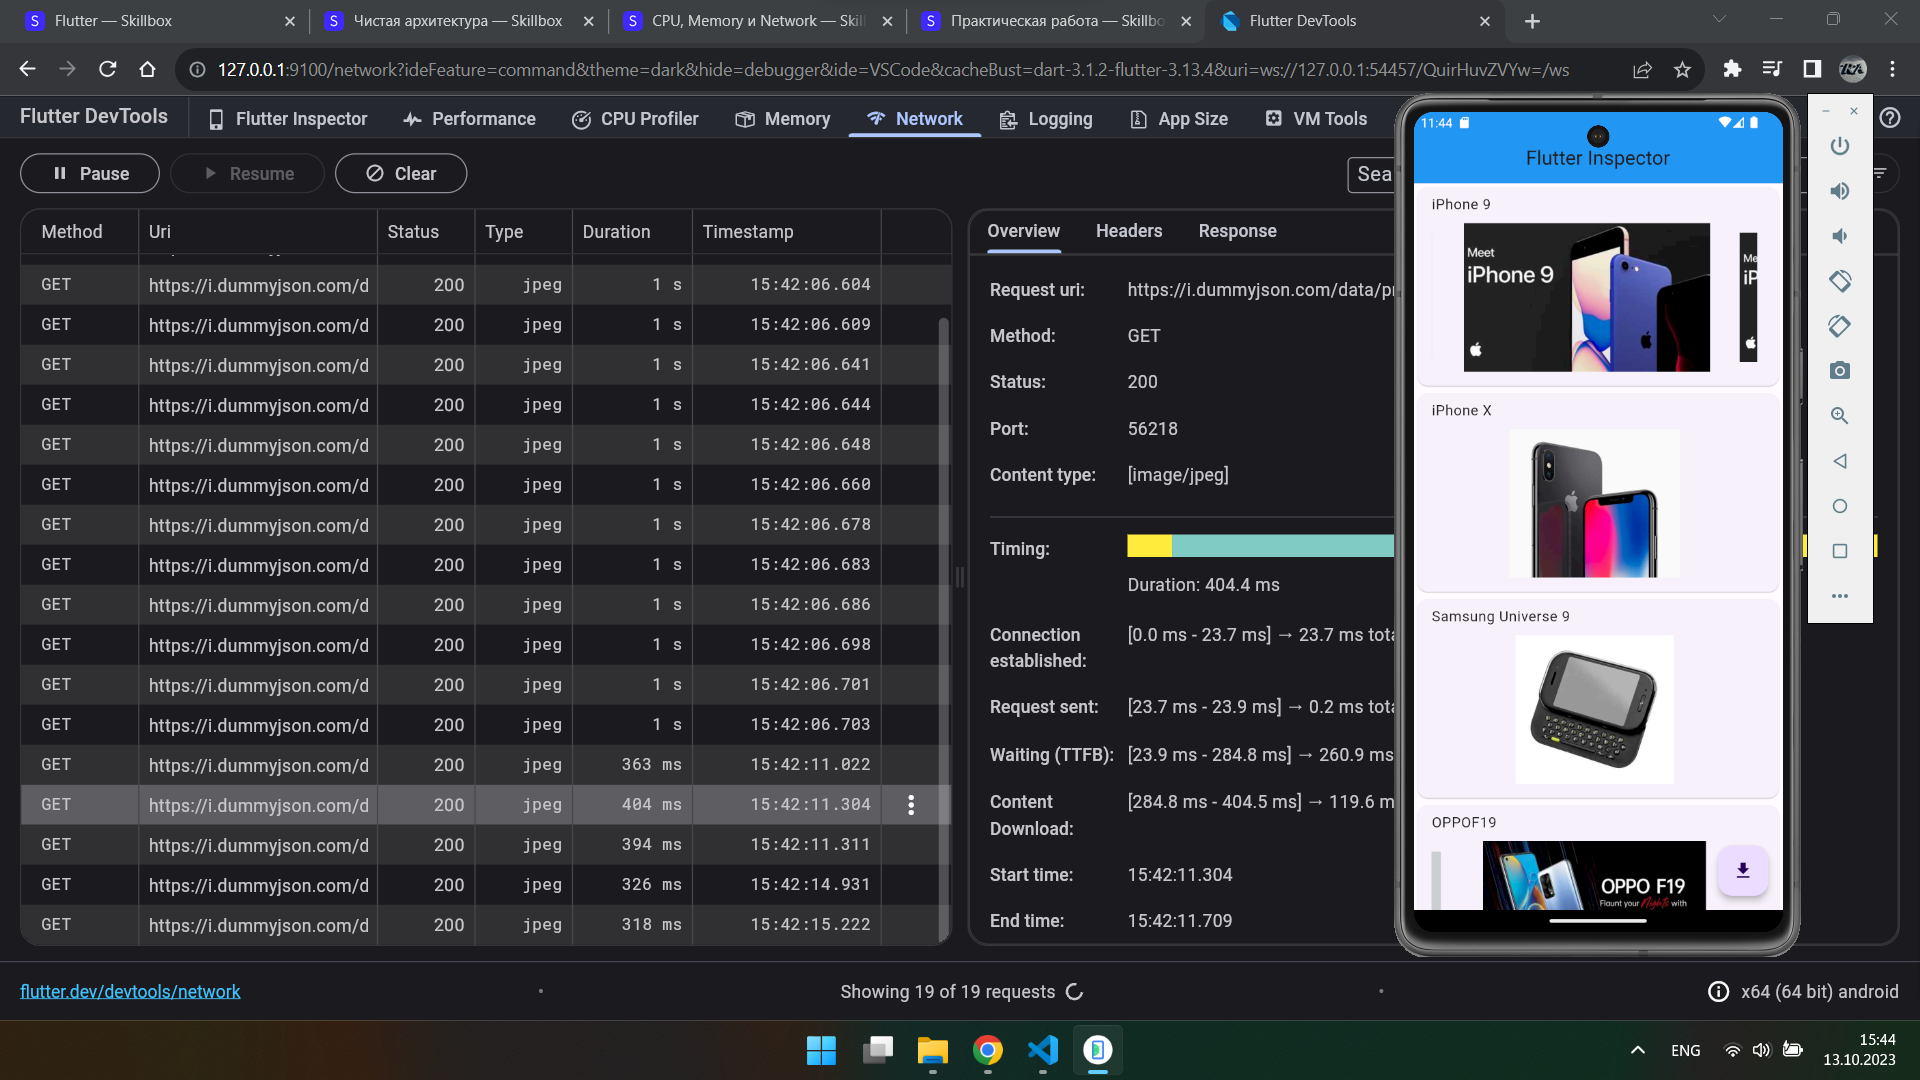 Flutter — Skillbox
Чистая архитектура — Skillbox
CPU, Memory и Network — Skil
Практическая работа — Skillbo
Flutter DevTools
127.0.0.1:9100/network?ideFeature=command&theme=dark&hide=debugger&ide=VSCode&cacheBust=dart-3.1.2-flutter-3.13.4&uri=ws://127.0.0.1:54457/QuirHuvZVYw=/ws
Flutter DevTools
Flutter Inspector
Performance
CPU Profiler
Memory
Network
Logging
App Size
VM Tools
Pause
Resume
Clear
Sea
Method Uri Status Type Duration Timestamp
GET https://i.dummyjson.com/d 200 jpeg 1 s 15:42:06.604
GET https://i.dummyjson.com/d 200 jpeg 1 s 15:42:06.609
GET https://i.dummyjson.com/d 200 jpeg 1 s 15:42:06.641
GET https://i.dummyjson.com/d 200 jpeg 1 s 15:42:06.644
GET https://i.dummyjson.com/d 200 jpeg 1 s 15:42:06.648
GET https://i.dummyjson.com/d 200 jpeg 1 s 15:42:06.660
GET https://i.dummyjson.com/d 200 jpeg 1 s 15:42:06.678
GET https://i.dummyjson.com/d 200 jpeg 1 s 15:42:06.683
GET https://i.dummyjson.com/d 200 jpeg 1 s 15:42:06.686
GET https://i.dummyjson.com/d 200 jpeg 1 s 15:42:06.698
GET https://i.dummyjson.com/d 200 jpeg 1 s 15:42:06.701
GET https://i.dummyjson.com/d 200 jpeg 1 s 15:42:06.703
GET https://i.dummyjson.com/d 200 jpeg 363 ms 15:42:11.022
GET https://i.dummyjson.com/d 200 jpeg 404 ms 15:42:11.304
GET https://i.dummyjson.com/d 200 jpeg 394 ms 15:42:11.311
GET https://i.dummyjson.com/d 200 jpeg 326 ms 15:42:14.931
GET https://i.dummyjson.com/d 200 jpeg 318 ms 15:42:15.222
Overview Headers Response
Request uri: https://i.dummyjson.com/data/pr
Method: GET
Status: 200
Port: 56218
Content type: [image/jpeg]
Timing:
Duration: 404.4 ms
Connection established: [0.0 ms - 23.7 ms] → 23.7 ms tota
Request sent: [23.7 ms - 23.9 ms] → 0.2 ms tota
Waiting (TTFB): [23.9 ms - 284.8 ms] → 260.9 ms
Content Download: [284.8 ms - 404.5 ms] → 119.6 m
Start time: 15:42:11.304
End time: 15:42:11.709
11:44
Flutter Inspector
iPhone 9
Meet
iPhone 9
Me
iP
iPhone X
Samsung Universe 9
OPPOF19
OPPO F19
Flaunt your Nights with
flutter.dev/devtools/network
•
Showing 19 of 19 requests
•
x64 (64 bit) android
ENG
15:44
13.10.2023